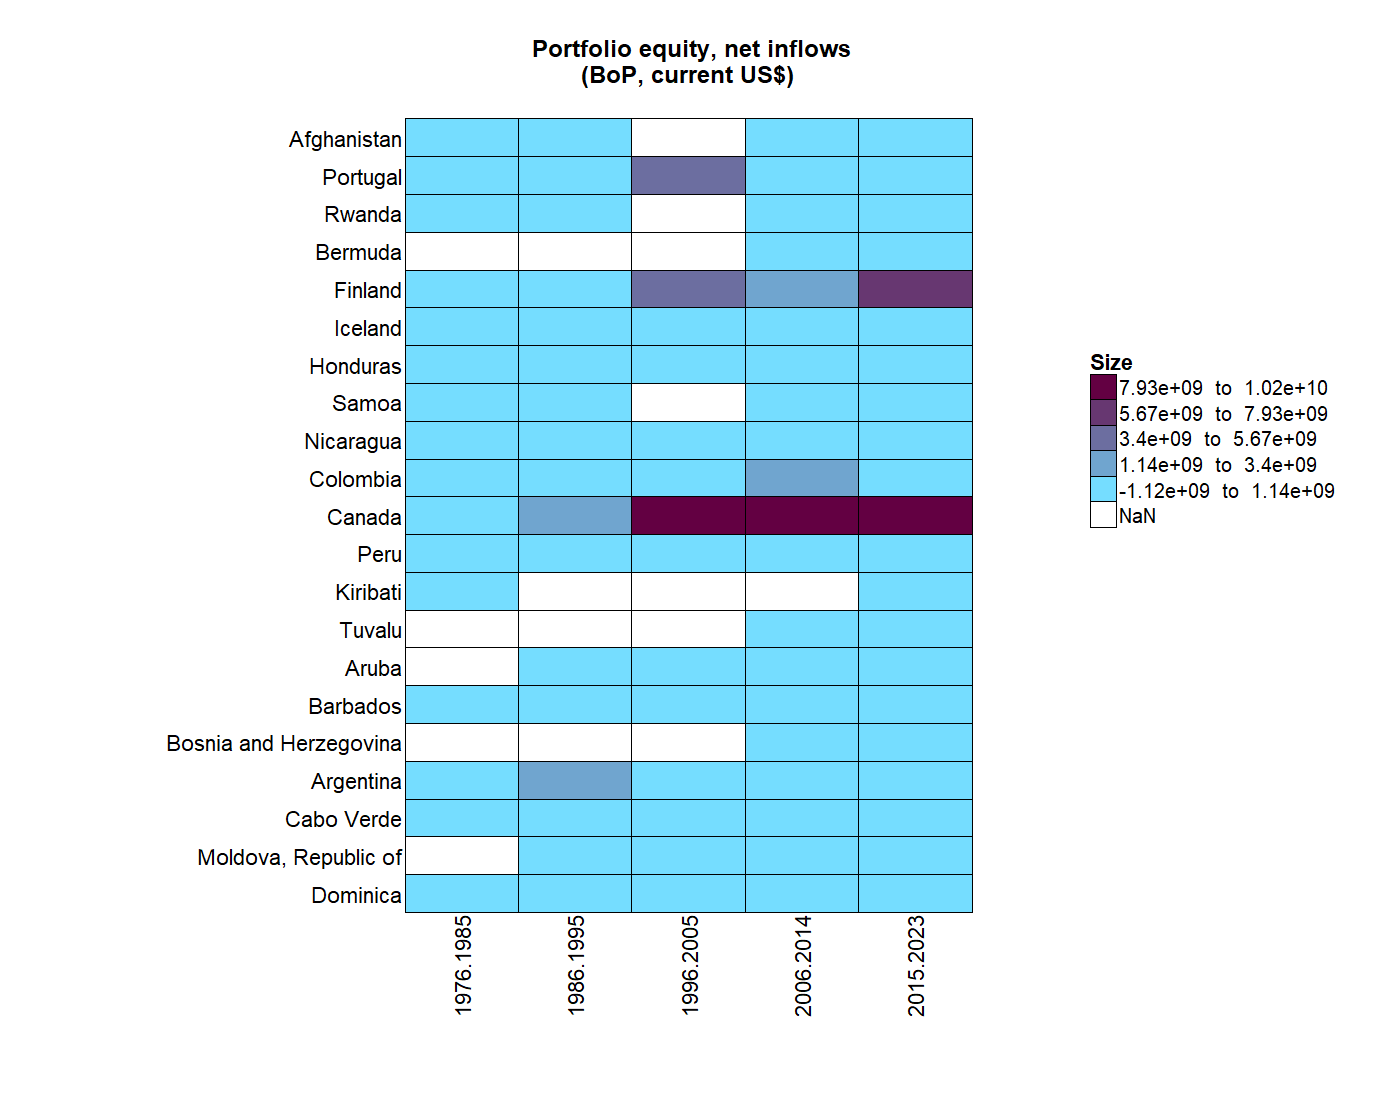 Portfolio equity, net inflows
(BoP, current US$)
Afghanistan
Portugal
Rwanda
Bermuda
Finland
Iceland
Honduras
Samoa
Nicaragua
Colombia
Canada
Peru
Kiribati
Tuvalu
Aruba
Barbados
Bosnia and Herzegovina
Argentina
Cabo Verde
Moldova, Republic of
Dominica
1976.1985
1986.1995
1996.2005
2006.2014
2015.2023
Size
7.93e+09 to 1.02e+10
5.67e+09 to 7.93e+09
3.4e+09 to 5.67e+09
1.14e+09 to 3.4e+09
-1.12e+09 to 1.14e+09
NaN